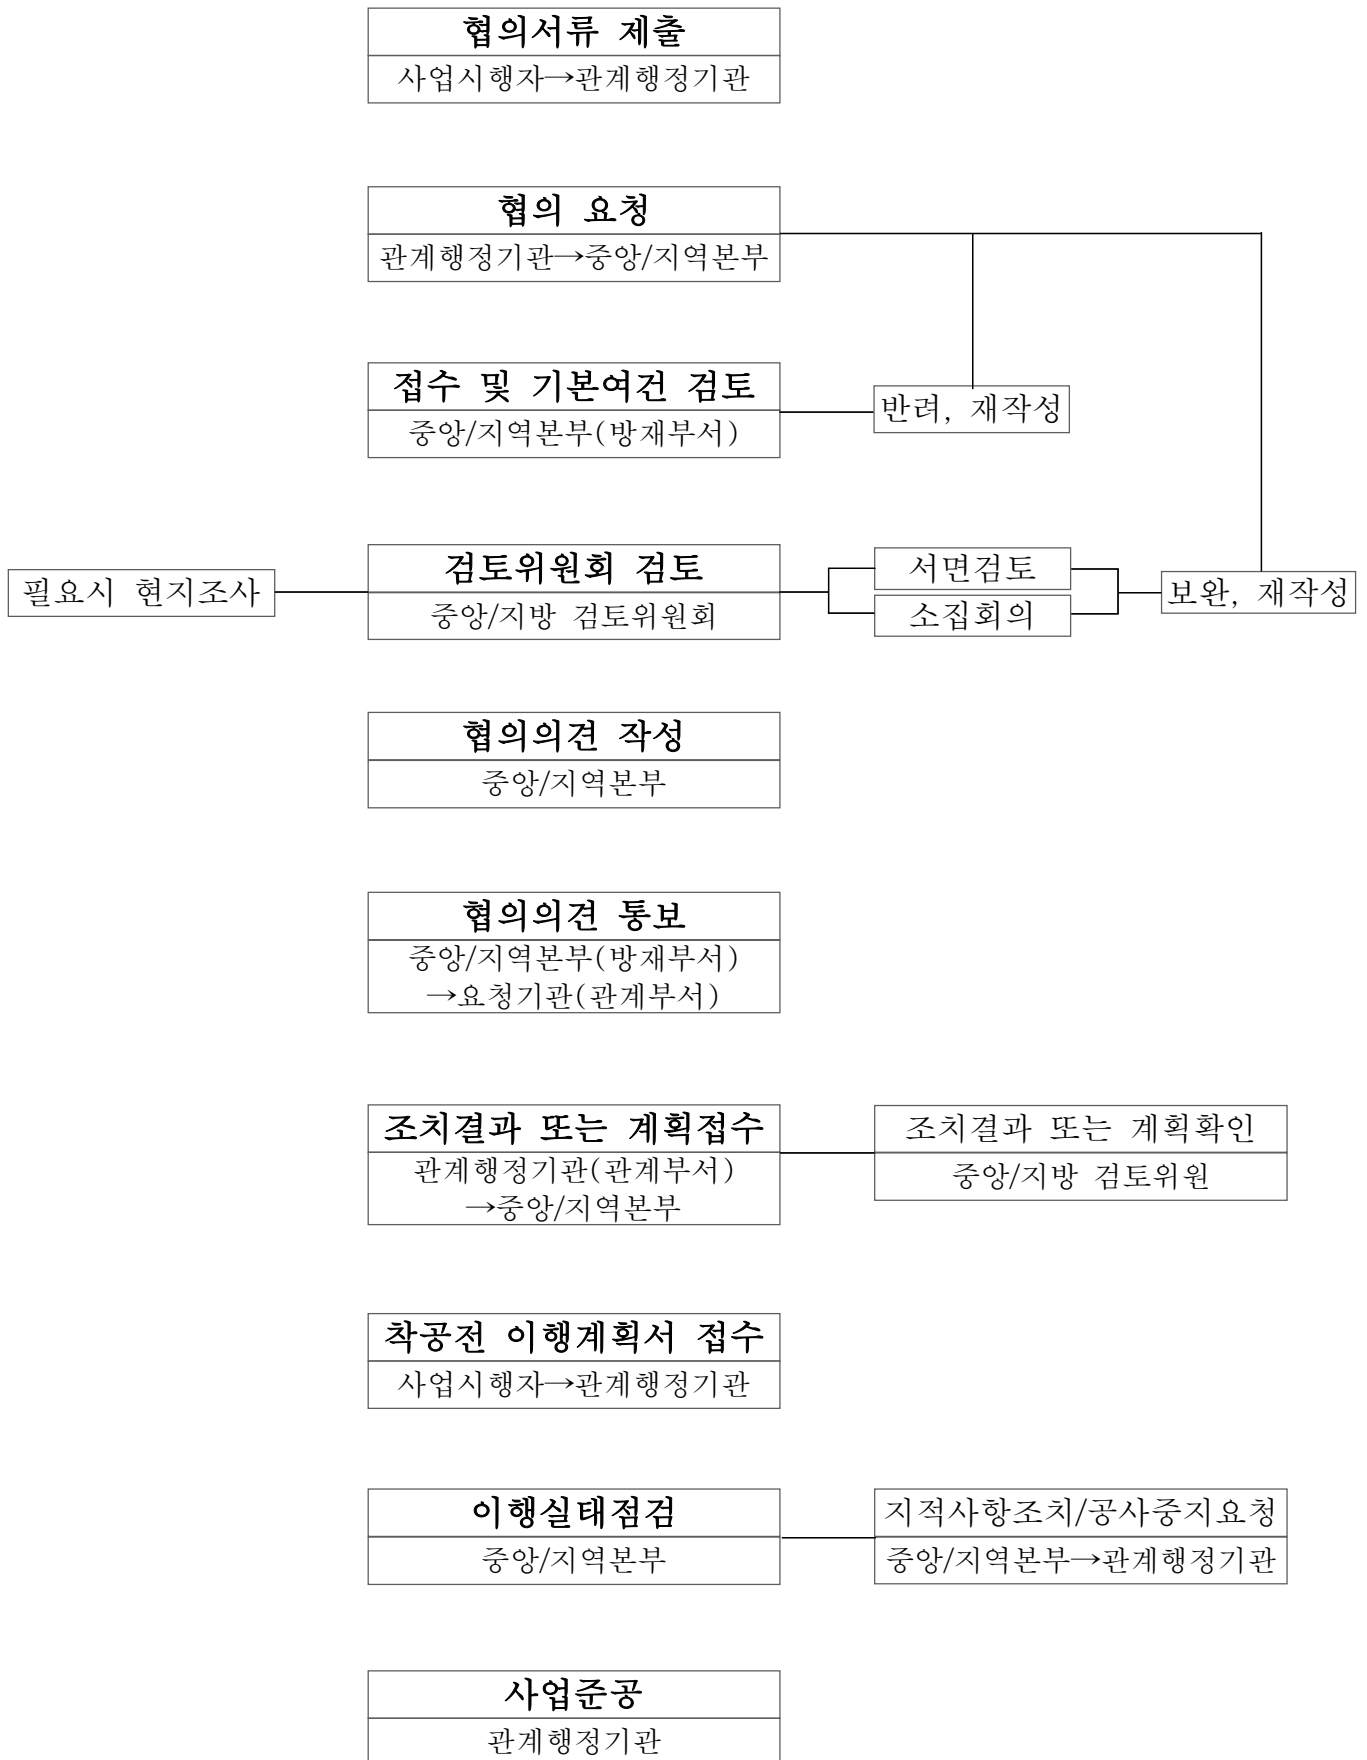 협의서류 제출
사업시행자→관계행정기관
협의 요청
관계행정기관→중앙/지역본부
접수 및 기본여건 검토
중앙/지역본부(방재부서)
반려, 재작성
필요시 현지조사
검토위원회 검토
중앙/지방 검토위원회
서면검토
소집회의
보완, 재작성
협의의견 작성
중앙/지역본부
협의의견 통보
중앙/지역본부(방재부서)
→요청기관(관계부서)
조치결과 또는 계획접수
관계행정기관(관계부서)
→중앙/지역본부
조치결과 또는 계획확인
중앙/지방 검토위원
착공전 이행계획서 접수
사업시행자→관계행정기관
이행실태점검
중앙/지역본부
지적사항조치/공사중지요청
중앙/지역본부→관계행정기관
사업준공
관계행정기관